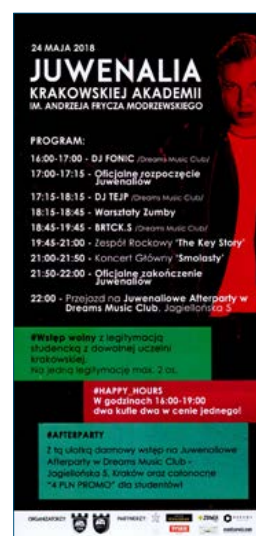 24 MAJA 2018
JUWENALIA
KRAKOWSKIEJ AKADEMII
IM. ANDRZEJA FRYCZA MODRZEWSKIEGO
PROGRAM:
16:00-17:00 - DJ FONIC /Dreams Music Club/
17:00-17:15 - Oficjalne rozpoczęcie
Juwenaliów
17:15-18:15 - DJ TEJP /Dreams Music Club/
18:15-18:45 - Warsztaty Zumby
18:45-19:45 - BRTCK.S /Dreams Music Club/
19:45-21:00 - Zespół Rockowy 'The Key Story'
21:00-21:50 - Koncert Główny 'Smolasty'
21:50-22:00 - Oficjalne zakończenie
Juwenaliów
22:00 - Przejazd na Juwenaliowe Afterparty w
Dreams Music Club, Jagiellońska 5
#Wstęp wolny z legitymacją
studencką z dowolnej uczelni
krakowskiej.
Na jedną legitymację max. 2 os.
#HAPPY_HOURS
W godzinach 16:00-19:00
dwa kufle dwa w cenie jednego!
#AFTERPARTY
Z tą ulotką darmowy wstęp na Juwenaliowe
Afterparty w Dreams Music Club -
Jagiellońska 5, Kraków oraz całonocne
"4 PLN PROMO" dla studentów!
ORGANIZATORZY
PARTNERZY